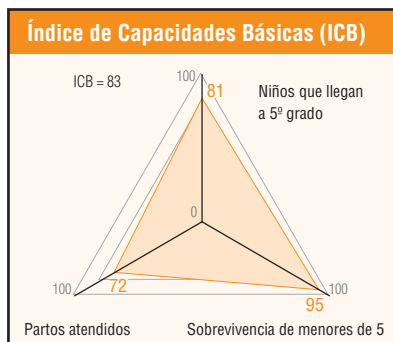 Índice de Capacidades Básicas (ICB)
ICB = 83
100
81
Niños que llegan
a 5º grado
0
100
72
100
95
Partos atendidos
Sobrevivencia de menores de 5